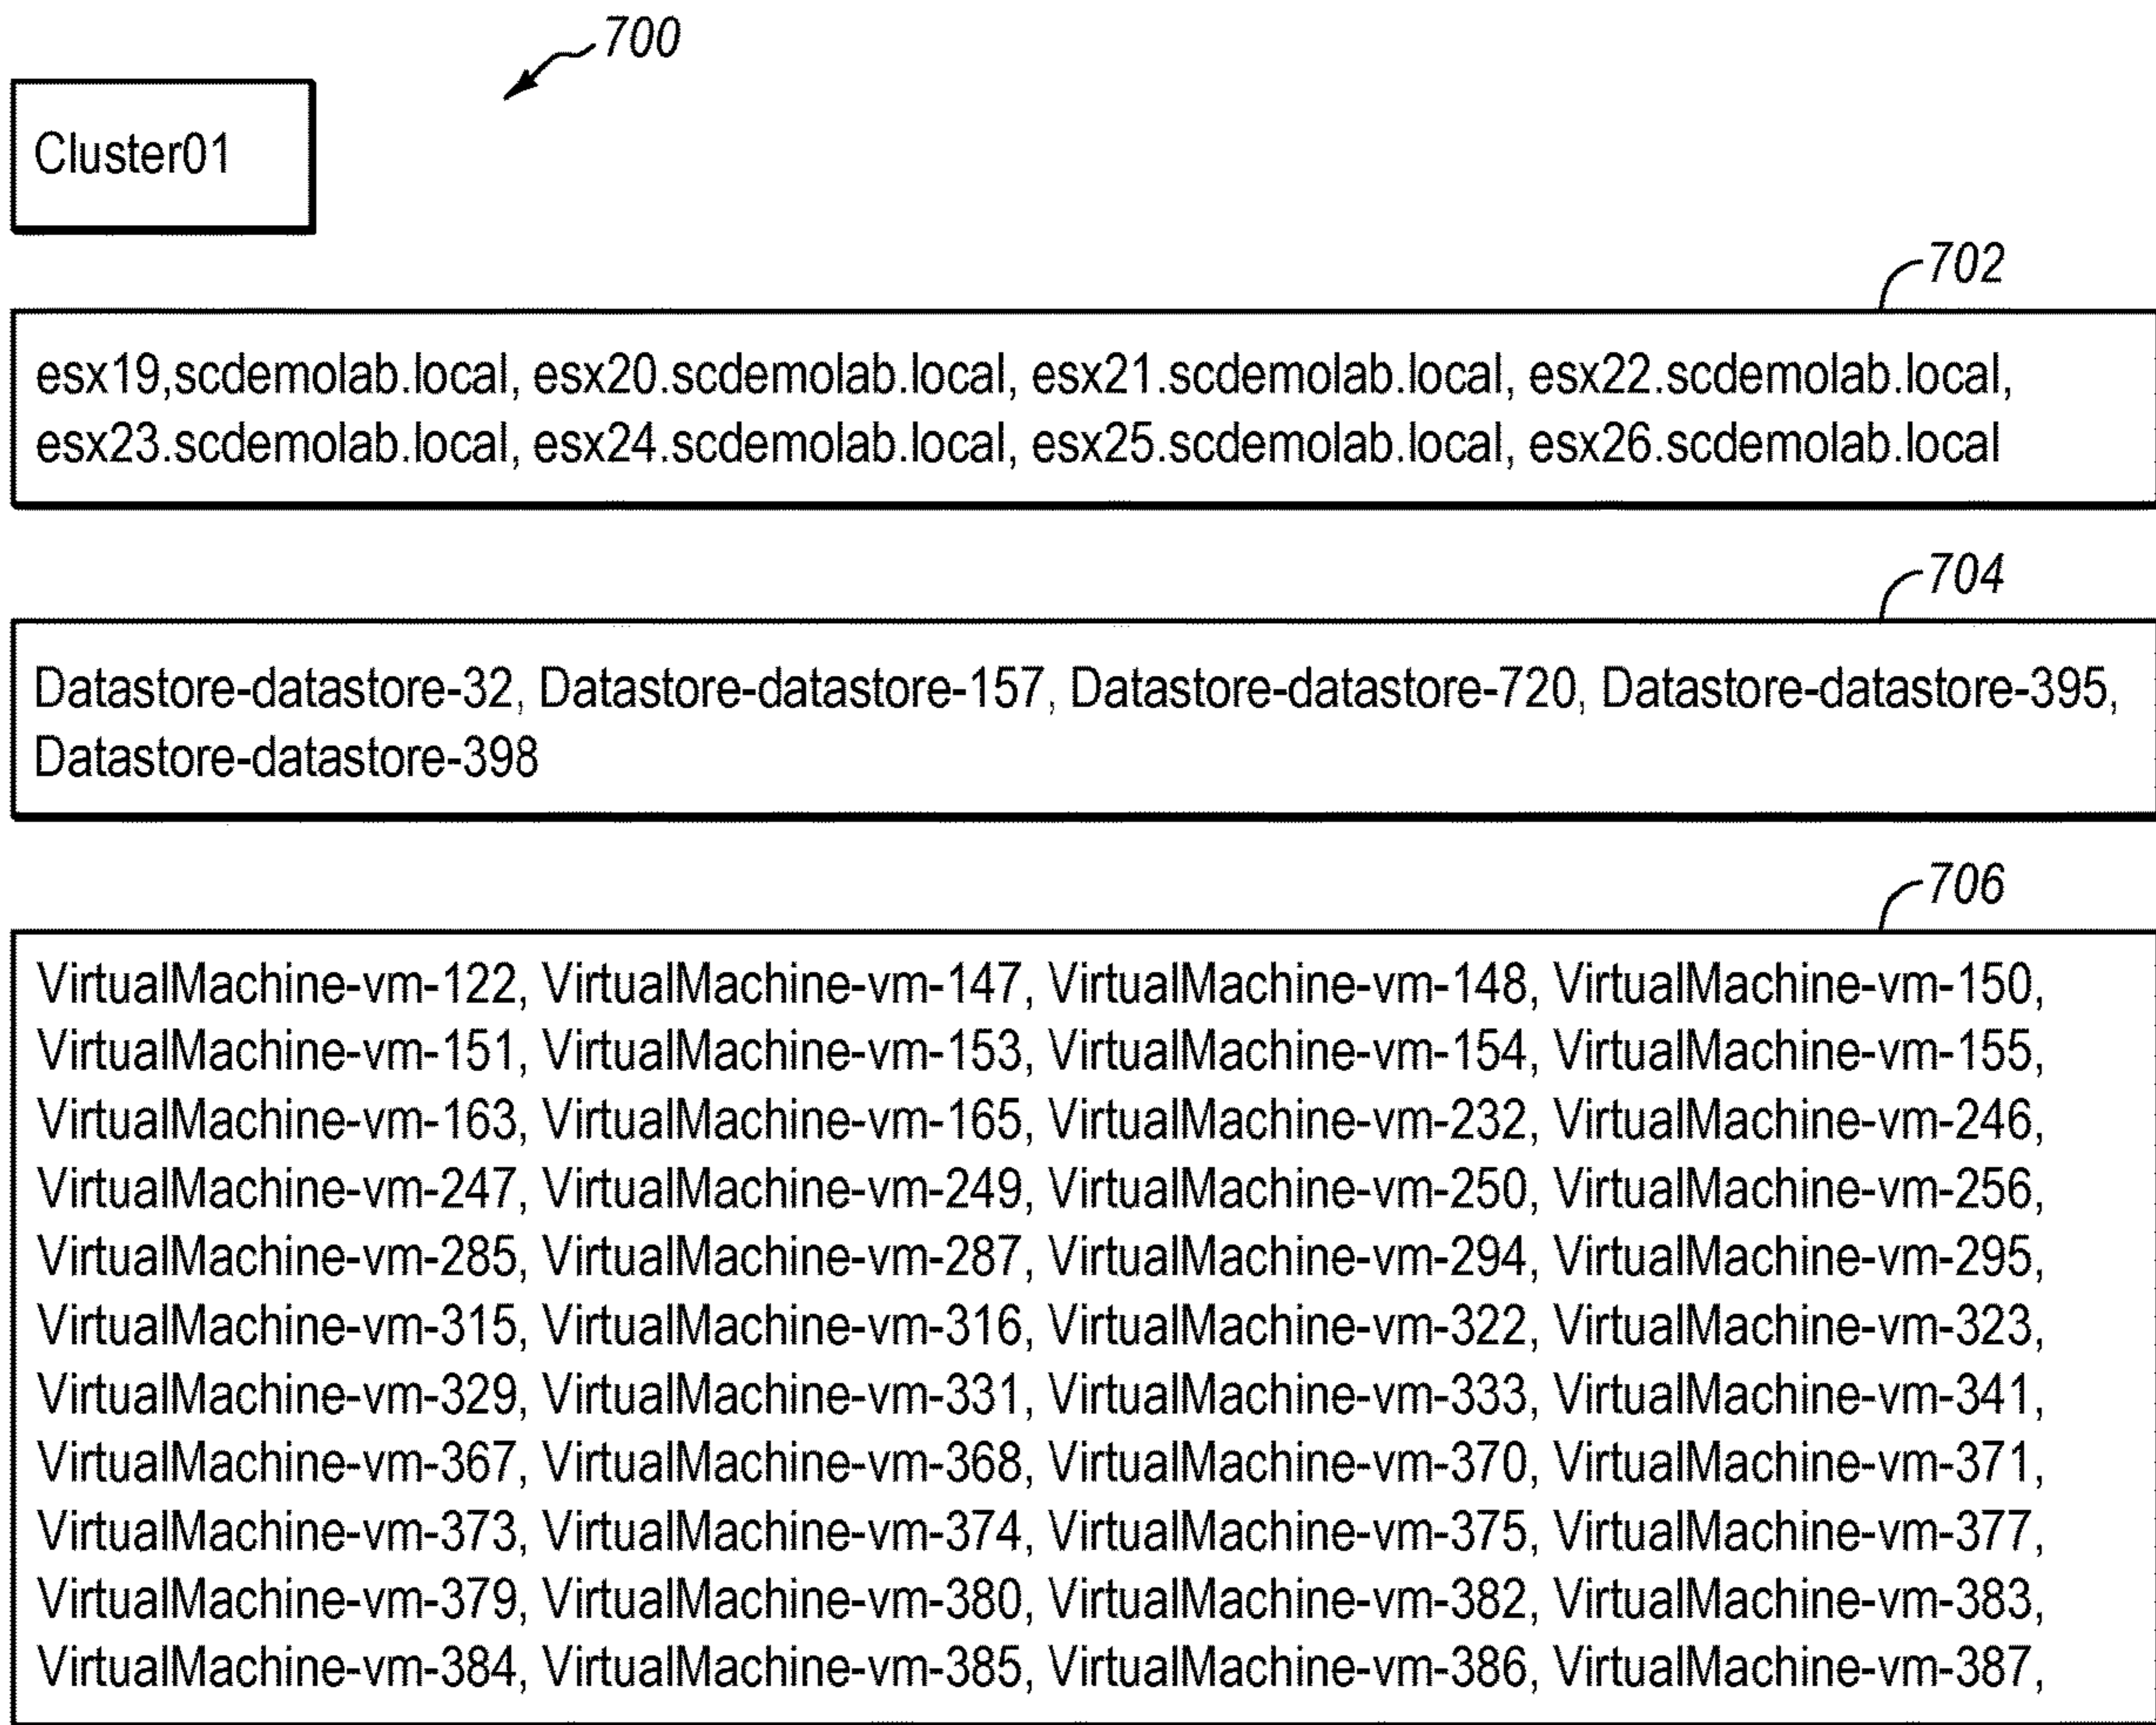 700
Cluster01
702
esx19,scdemolab.local, esx20.scdemolab.local, esx21.scdemolab.local, esx22.scdemolab.local,
esx23.scdemolab.local, esx24.scdemolab.local, esx25.scdemolab.local, esx26.scdemolab.local
704
Datastore-datastore-32, Datastore-datastore-157, Datastore-datastore-720, Datastore-datastore-395,
Datastore-datastore-398
706
VirtualMachine-vm-122, VirtualMachine-vm-147, VirtualMachine-vm-148, VirtualMachine-vm-150,
VirtualMachine-vm-151, VirtualMachine-vm-153, VirtualMachine-vm-154, VirtualMachine-vm-155,
VirtualMachine-vm-163, VirtualMachine-vm-165, VirtualMachine-vm-232, VirtualMachine-vm-246,
VirtualMachine-vm-247, VirtualMachine-vm-249, VirtualMachine-vm-250, VirtualMachine-vm-256,
VirtualMachine-vm-285, VirtualMachine-vm-287, VirtualMachine-vm-294, VirtualMachine-vm-295,
VirtualMachine-vm-315, VirtualMachine-vm-316, VirtualMachine-vm-322, VirtualMachine-vm-323,
VirtualMachine-vm-329, VirtualMachine-vm-331, VirtualMachine-vm-333, VirtualMachine-vm-341,
VirtualMachine-vm-367, VirtualMachine-vm-368, VirtualMachine-vm-370, VirtualMachine-vm-371,
VirtualMachine-vm-373, VirtualMachine-vm-374, VirtualMachine-vm-375, VirtualMachine-vm-377,
VirtualMachine-vm-379, VirtualMachine-vm-380, VirtualMachine-vm-382, VirtualMachine-vm-383,
VirtualMachine-vm-384, VirtualMachine-vm-385, VirtualMachine-vm-386, VirtualMachine-vm-387,